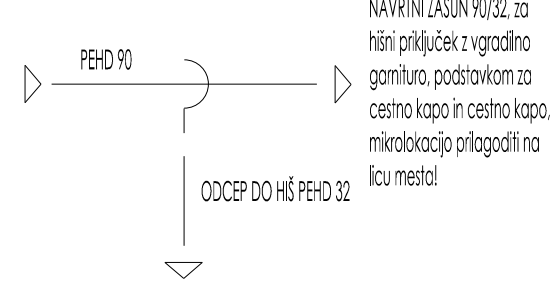 NAVRTNI ZASUN 90/32, za
hišni priključek z vgradilno
garnituro, podstavkom za
cestno kapo in cestno kapo,
mikrolokacijo prilagoditi na
licu mesta!
PEHD 90
ODCEP DO HIŠ PEHD 32